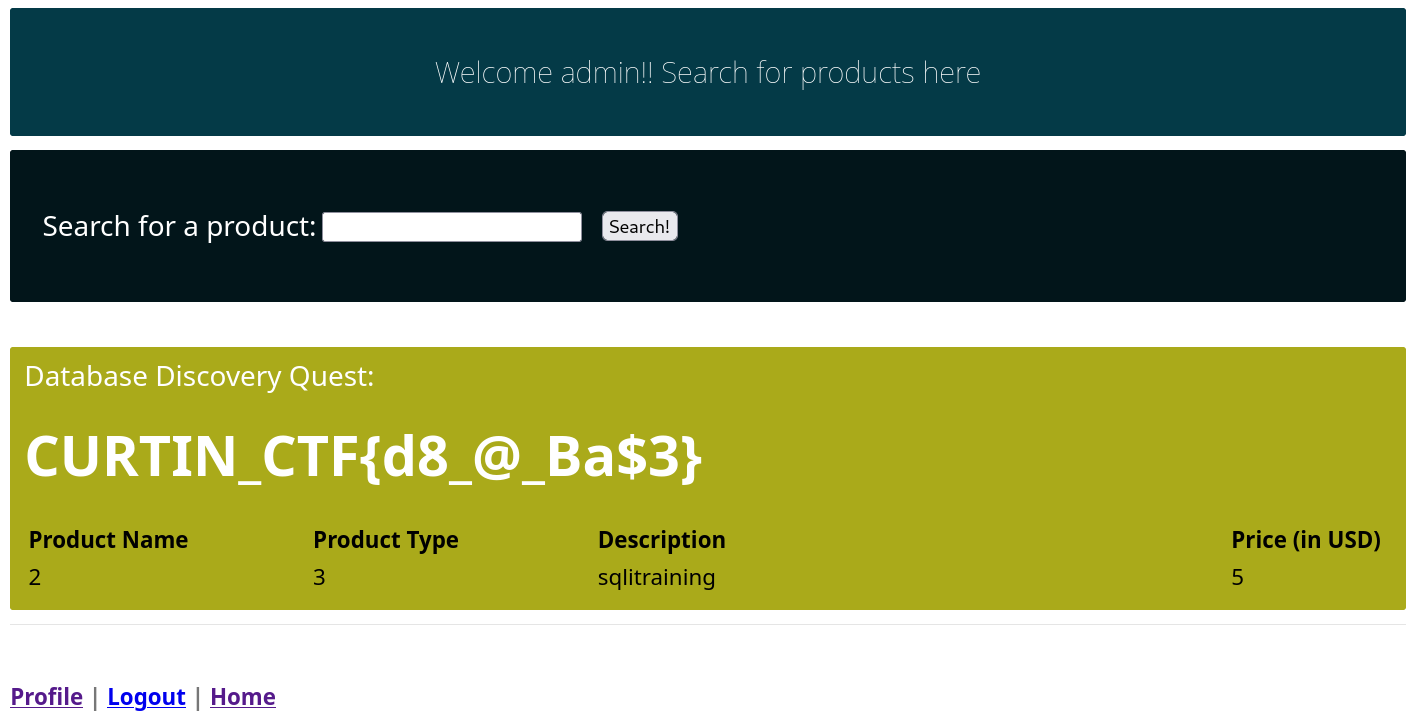 Welcome admin!! Search for products here
Search for a product: Search!
Database Discovery Quest:
CURTIN_CTF{d8_@_Ba$3}
Product Name Product Type Description Price (in USD)
2 3 sqlitraining 5
Profile | Logout | Home